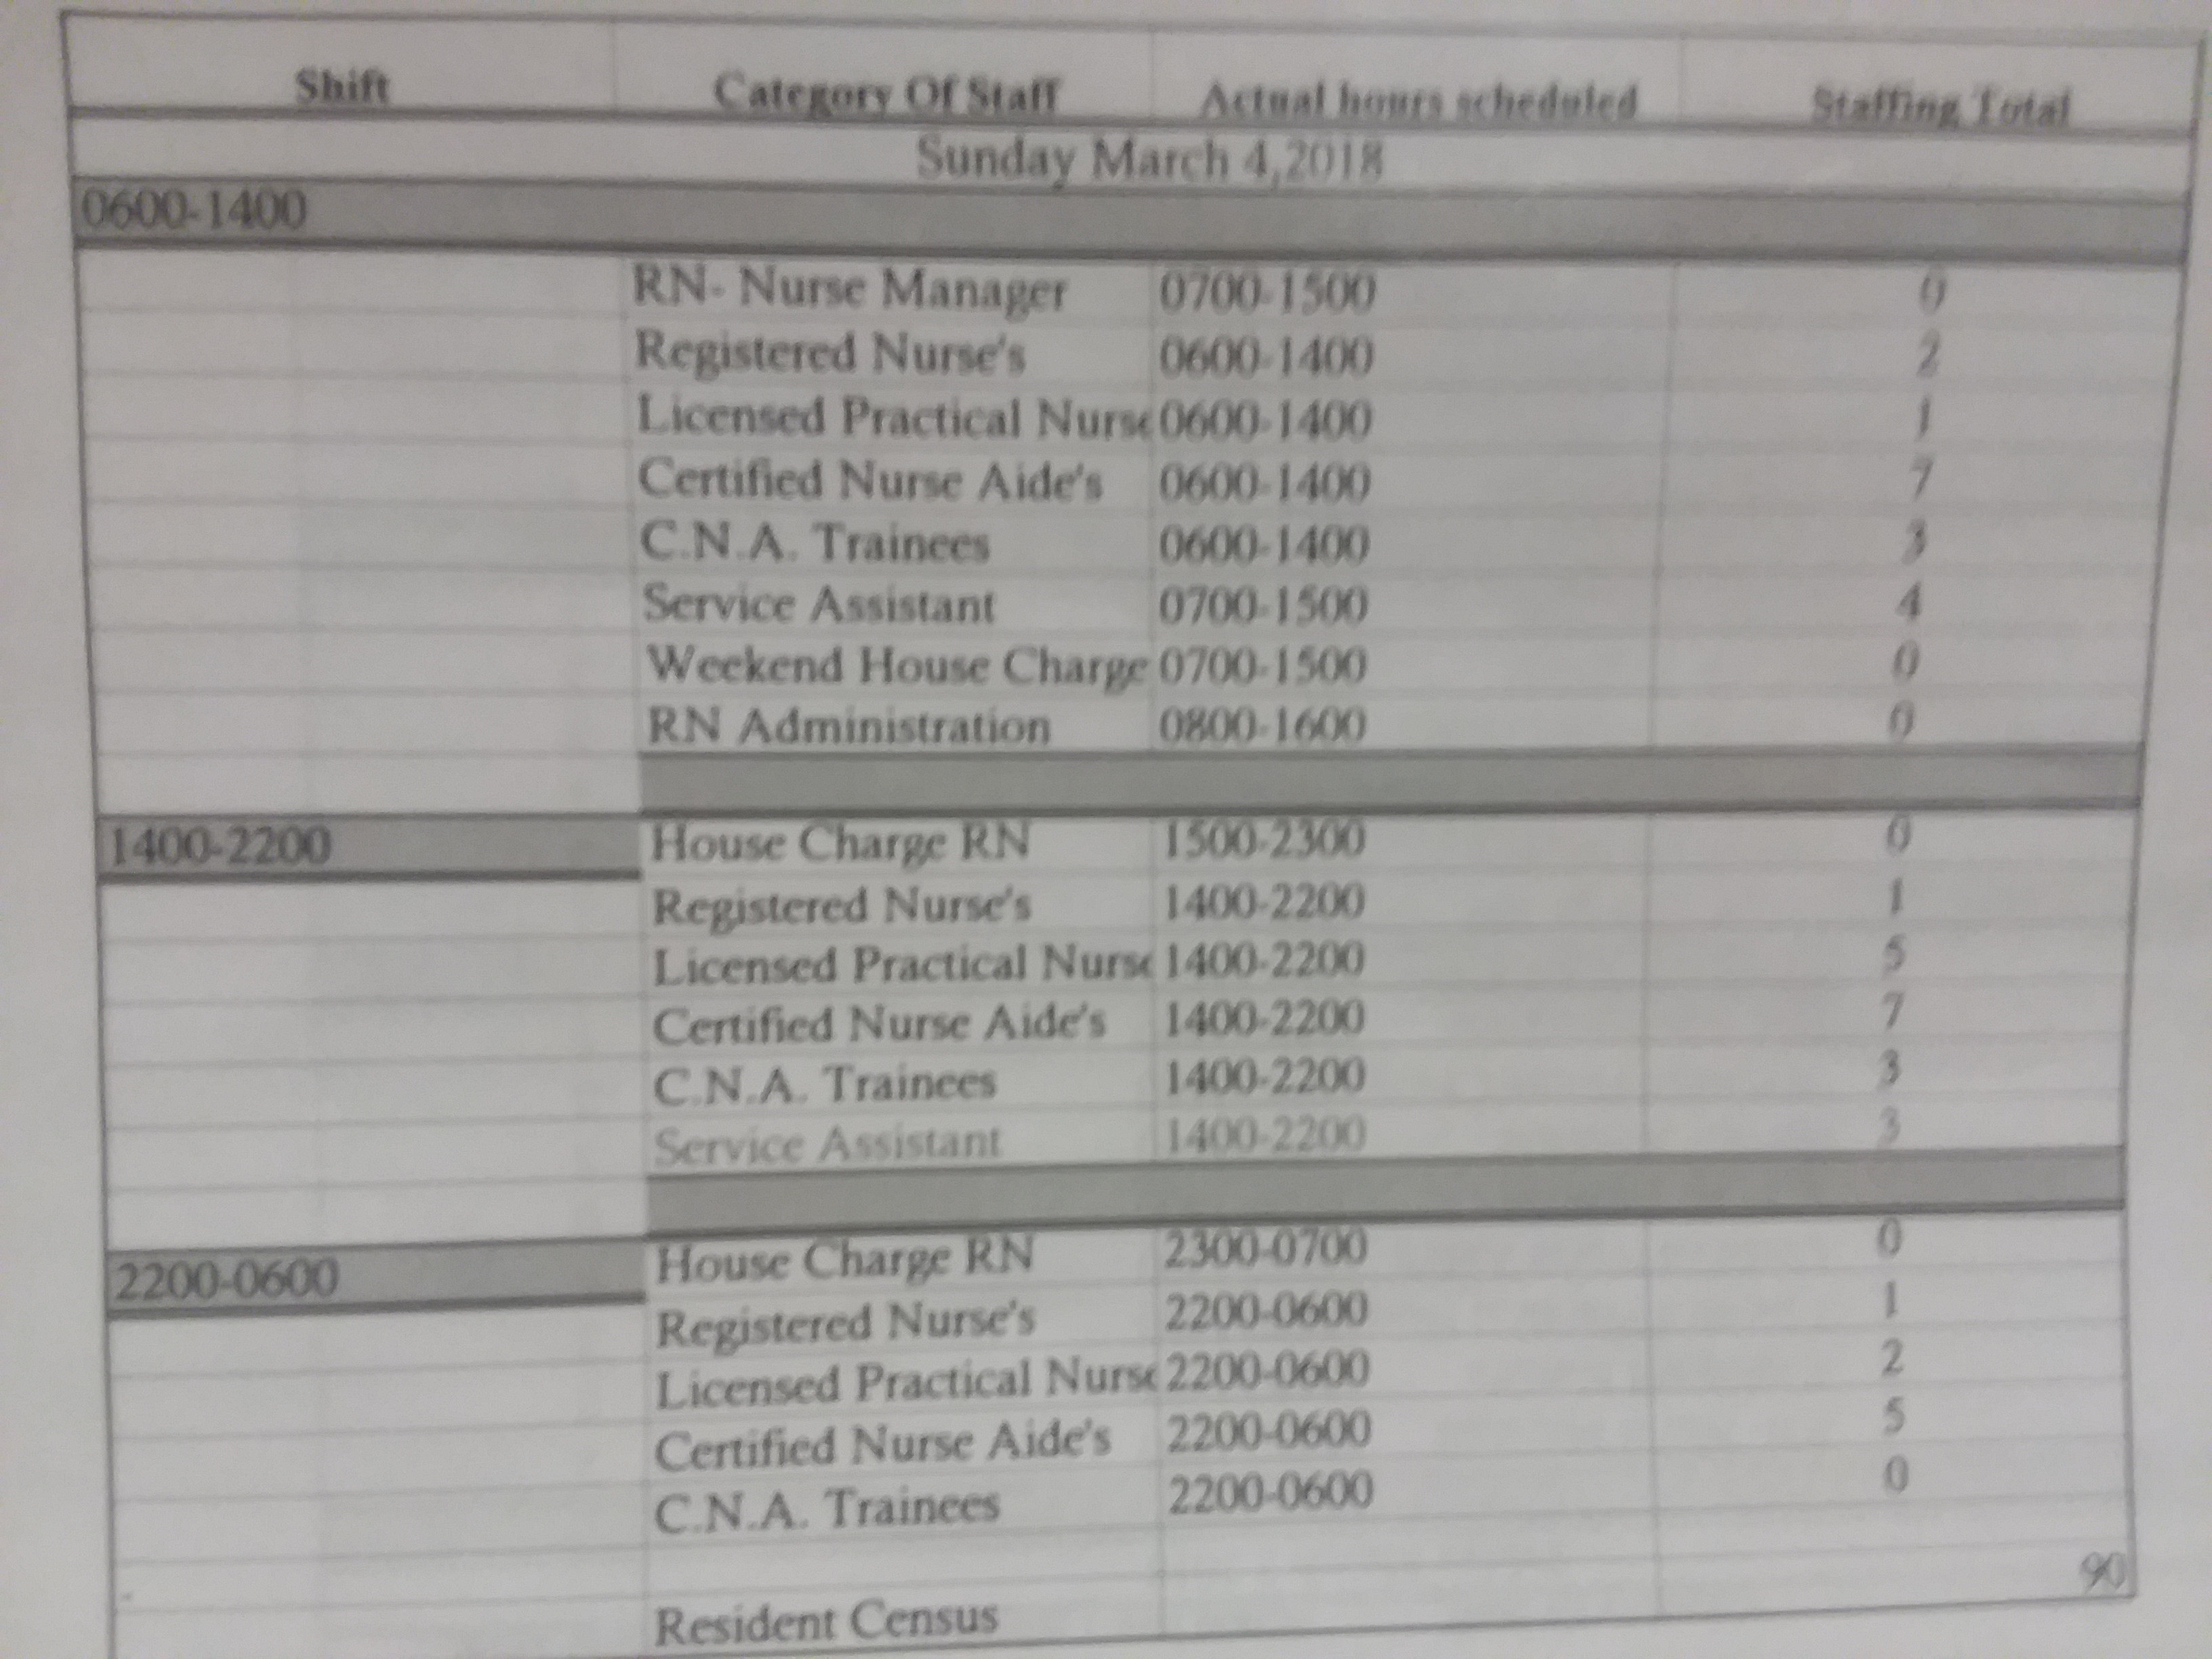 Shift Category Of Staff Actual hours scheduled Staffing Total
Sunday March 4,2018
0600-1400
RN- Nurse Manager 0700-1500 0
Registered Nurse's 0600-1400 2
Licensed Practical Nurse 0600-1400 1
Certified Nurse Aide's 0600-1400 7
C.N.A. Trainees 0600-1400 3
Service Assistant 0700-1500 4
Weekend House Charge 0700-1500 0
RN Administration 0800-1600 0
1400-2200 House Charge RN 1500-2300 0
Registered Nurse's 1400-2200 1
Licensed Practical Nurse 1400-2200 5
Certified Nurse Aide's 1400-2200 7
C.N.A. Trainees 1400-2200 3
Service Assistant 1400-2200 3
2200-0600 House Charge RN 2300-0700 0
Registered Nurse's 2200-0600 1
Licensed Practical Nurse 2200-0600 2
Certified Nurse Aide's 2200-0600 5
C.N.A. Trainees 2200-0600 0
Resident Census 90